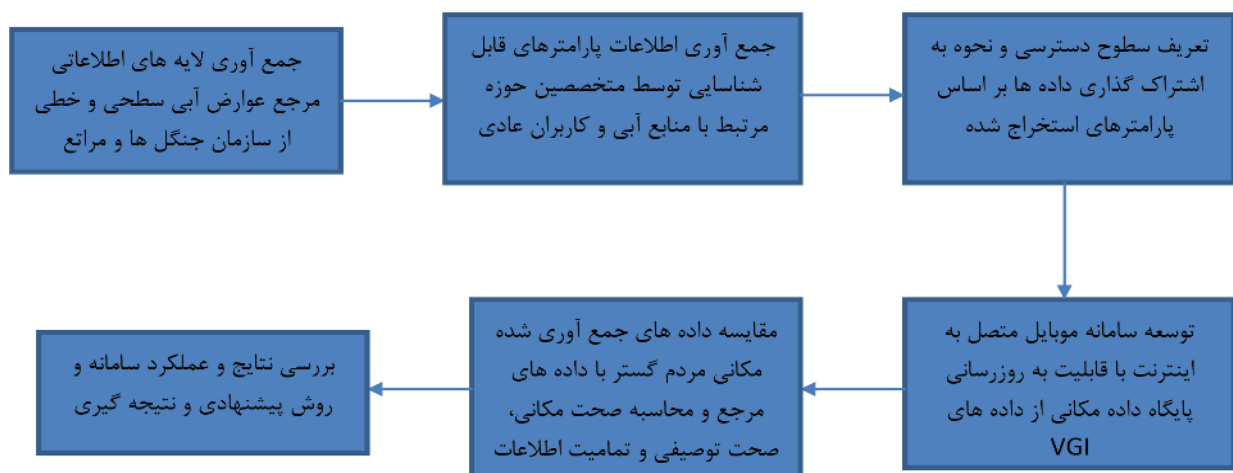 جمع آوری لایه های اطلاعاتی
مرجع عوارض آبی سطحی و خطی
از سازمان جنگل ها و مراتع
جمع آوری اطلاعات پارامترهای قابل
شناسایی توسط متخصصین حوزه
مرتبط با منابع آبی و کاربران عادی
تعریف سطوح دسترسی و نحوه به
اشتراک گذاری داده ها بر اساس
پارامترهای استخراج شده
توسعه سامانه موبایل متصل به
اینترنت با قابلیت به روزرسانی
پایگاه داده مکانی از داده های
VGI
مقایسه داده های جمع آوری شده
مکانی مردم گستر با داده های
مرجع و محاسبه صحت مکانی،
صحت توصیفی و تمامیت اطلاعات
بررسی نتایج و عملکرد سامانه و
روش پیشنهادی و نتیجه گیری